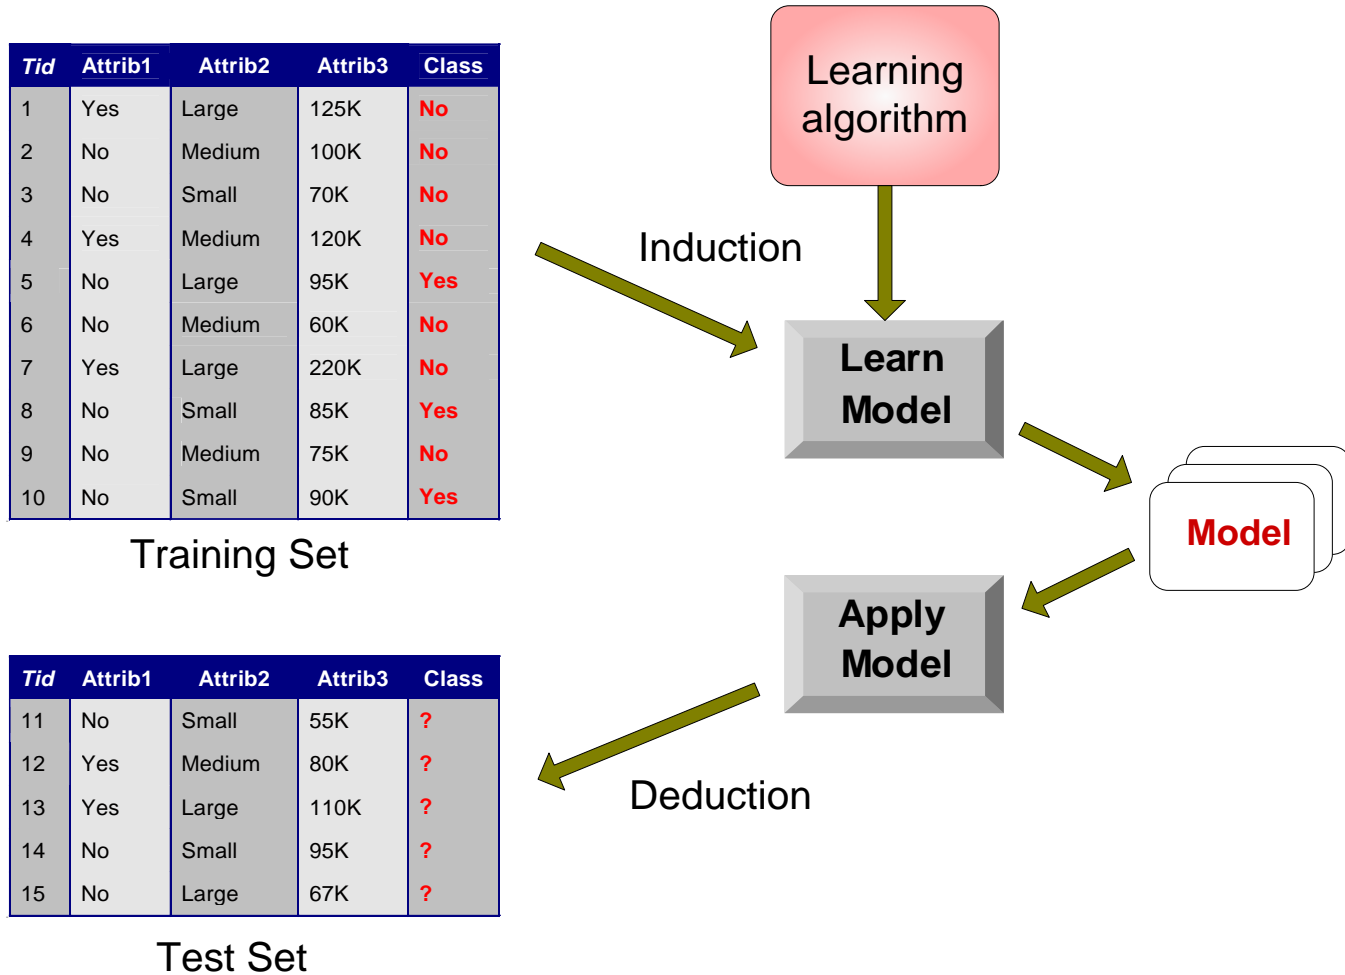 Tid Attrib1 Attrib2 Attrib3 Class
1 Yes Large 125K No
2 No Medium 100K No
3 No Small 70K No
4 Yes Medium 120K No
5 No Large 95K Yes
6 No Medium 60K No
7 Yes Large 220K No
8 No Small 85K Yes
9 No Medium 75K No
10 No Small 90K Yes
Training Set
Learning
algorithm
Induction
Learn
Model
Model
Apply
Model
Deduction
Tid Attrib1 Attrib2 Attrib3 Class
11 No Small 55K ?
12 Yes Medium 80K ?
13 Yes Large 110K ?
14 No Small 95K ?
15 No Large 67K ?
Test Set